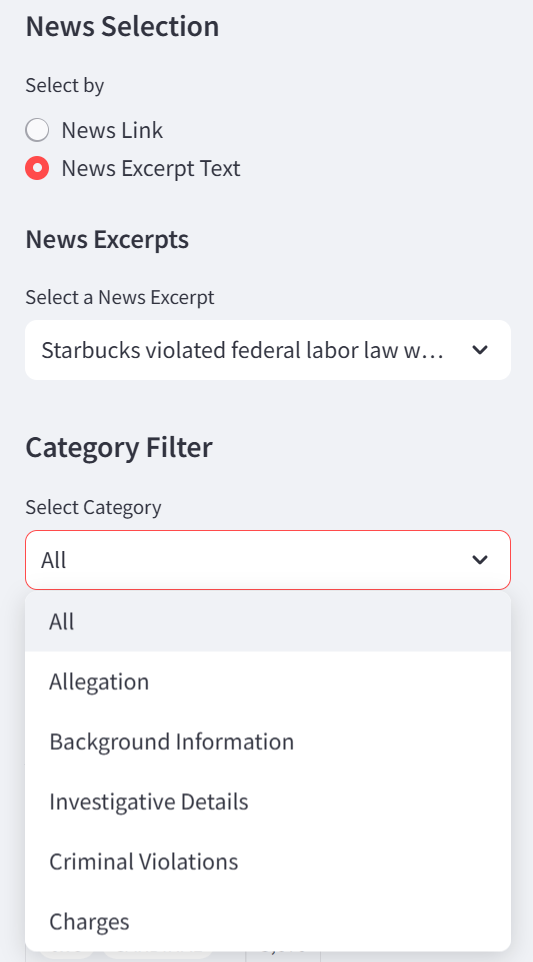 News Selection
Select by
News Link
News Excerpt Text
News Excerpts
Select a News Excerpt
Starbucks violated federal labor law w...
Category Filter
Select Category
All
All
Allegation
Background Information
Investigative Details
Criminal Violations
Charges